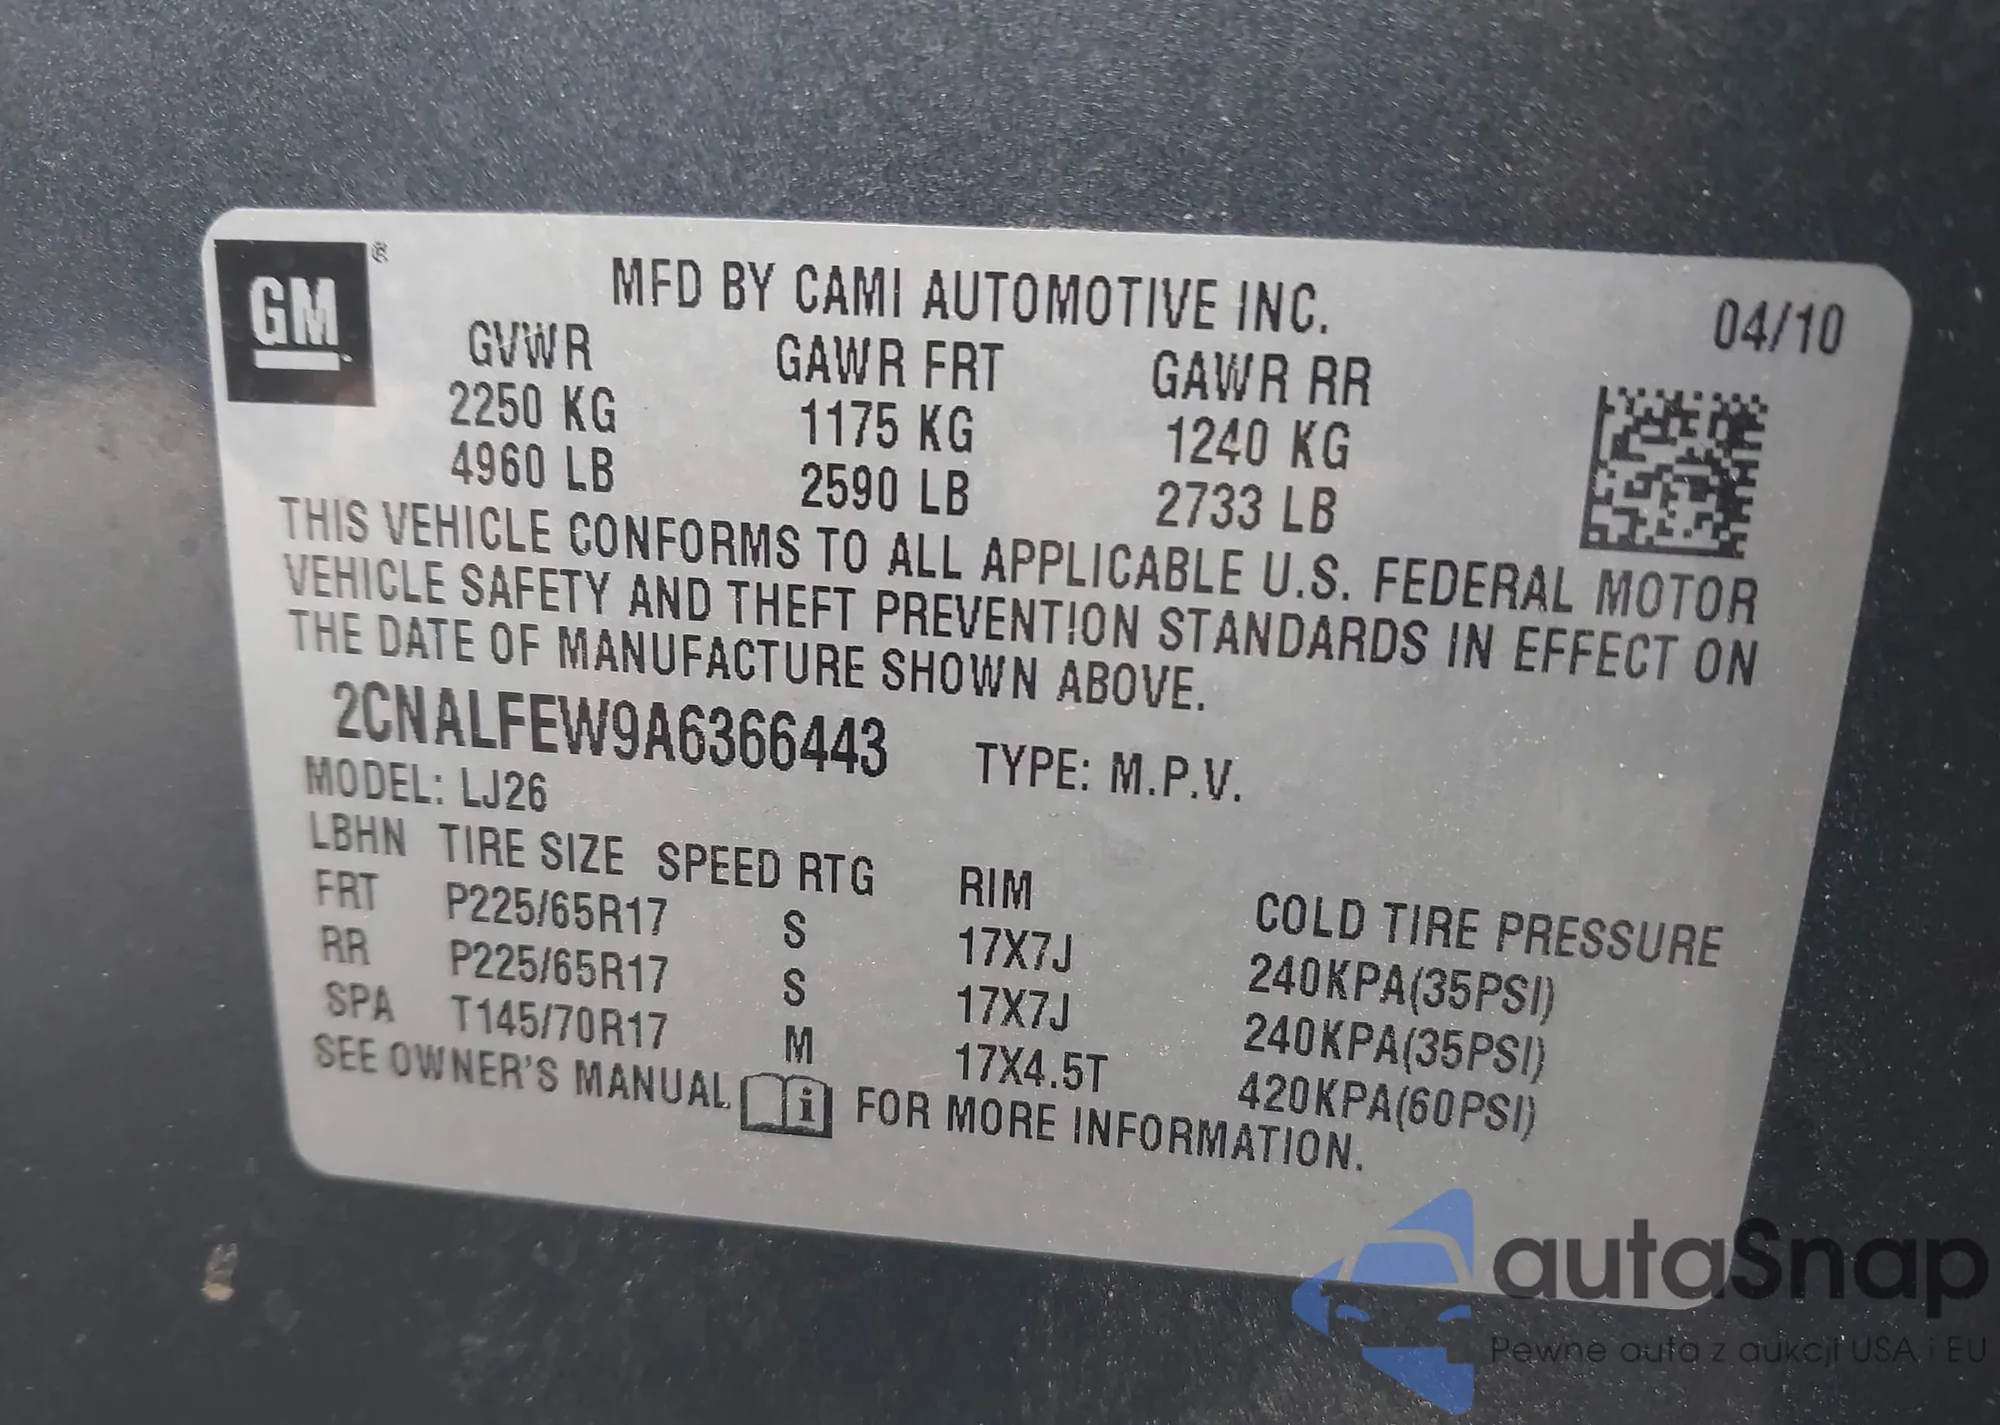 GM ®
MFD BY CAMI AUTOMOTIVE INC.
04/10
GVWR GAWR FRT GAWR RR
2250 KG 1175 KG 1240 KG
4960 LB 2590 LB 2733 LB
THIS VEHICLE CONFORMS TO ALL APPLICABLE U.S. FEDERAL MOTOR
VEHICLE SAFETY AND THEFT PREVENTION STANDARDS IN EFFECT ON
THE DATE OF MANUFACTURE SHOWN ABOVE.
2CNALFEW9A6366443 TYPE: M.P.V.
MODEL: LJ26
LBHN TIRE SIZE SPEED RTG RIM COLD TIRE PRESSURE
FRT P225/65R17 S 17X7J 240KPA(35PSI)
RR P225/65R17 S 17X7J 240KPA(35PSI)
SPA T145/70R17 M 17X4.5T 420KPA(60PSI)
SEE OWNER'S MANUAL i FOR MORE INFORMATION.
autaSnap
Pewne auta z aukcji USA i EU